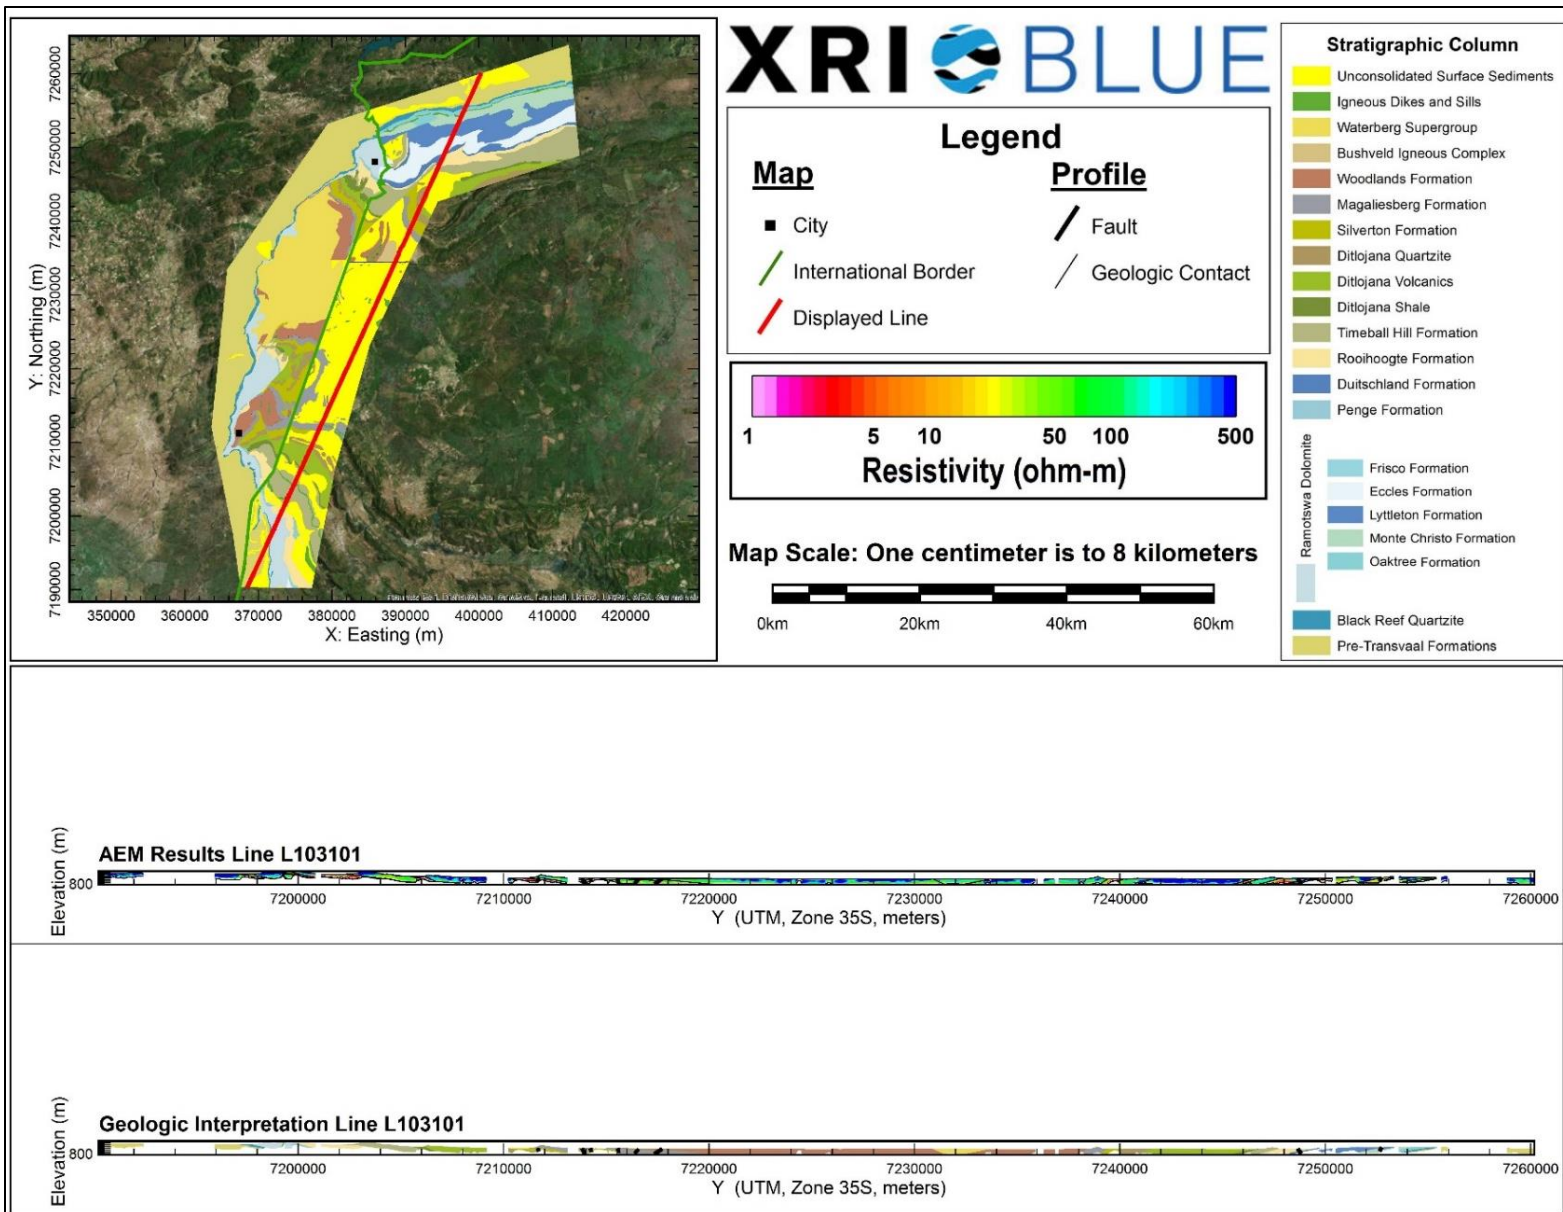 XRI BLUE
7260000
7250000
7240000
7230000
7220000
7210000
7200000
7190000
Y: Northing (m)
350000 360000 370000 380000 390000 400000 410000 420000
X: Easting (m)
Legend
Map
City
International Border
Displayed Line
Profile
Fault
Geologic Contact
1 5 10 50 100 500
Resistivity (ohm-m)
Map Scale: One centimeter is to 8 kilometers
0km 20km 40km 60km
Stratigraphic Column
Unconsolidated Surface Sediments
Igneous Dikes and Sills
Waterberg Supergroup
Bushveld Igneous Complex
Woodlands Formation
Magaliesberg Formation
Silverton Formation
Ditlojana Quartzite
Ditlojana Volcanics
Ditlojana Shale
Timeball Hill Formation
Rooihoogte Formation
Duitschland Formation
Penge Formation
Ramotswa Dolomite
Frisco Formation
Eccles Formation
Lyttleton Formation
Monte Christo Formation
Oaktree Formation
Black Reef Quartzite
Pre-Transvaal Formations
AEM Results Line L103101
Elevation (m)
800
7200000 7210000 7220000 7230000 7240000 7250000 7260000
Y (UTM, Zone 35S, meters)
Geologic Interpretation Line L103101
Elevation (m)
800
7200000 7210000 7220000 7230000 7240000 7250000 7260000
Y (UTM, Zone 35S, meters)